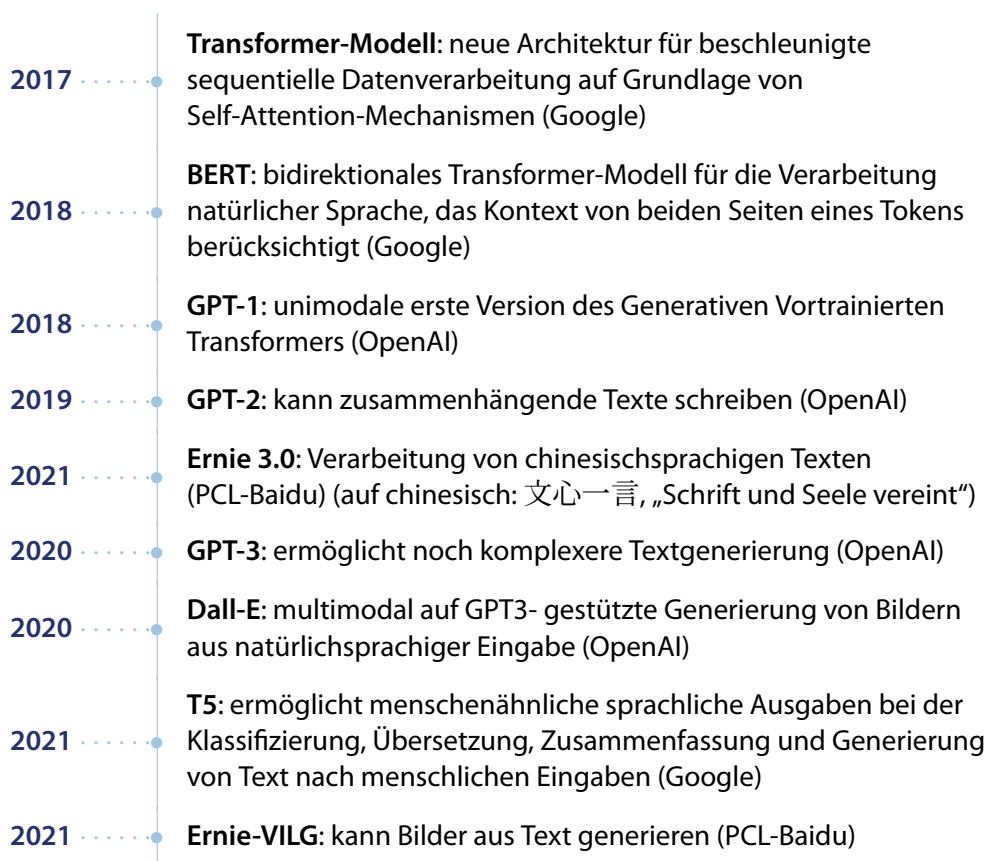 Transformer-Modell: neue Architektur für beschleunigte
2017 sequentielle Datenverarbeitung auf Grundlage von
Self-Attention-Mechanismen (Google)
BERT: bidirektionales Transformer-Modell für die Verarbeitung
2018 natürlicher Sprache, das Kontext von beiden Seiten eines Tokens
berücksichtigt (Google)
2018
GPT-1: unimodale erste Version des Generativen Vortrainierten
Transformers (OpenAI)
2019 GPT-2: kann zusammenhängende Texte schreiben (OpenAI)
2021
Ernie 3.0: Verarbeitung von chinesischsprachigen Texten
(PCL-Baidu) (auf chinesisch: 文心一言, „Schrift und Seele vereint“)
2020 GPT-3: ermöglicht noch komplexere Textgenerierung (OpenAI)
2020
Dall-E: multimodal auf GPT3- gestützte Generierung von Bildern
aus natürlichsprachiger Eingabe (OpenAI)
T5: ermöglicht menschenähnliche sprachliche Ausgaben bei der
2021 Klassifizierung, Übersetzung, Zusammenfassung und Generierung
von Text nach menschlichen Eingaben (Google)
2021 Ernie-VILG: kann Bilder aus Text generieren (PCL-Baidu)